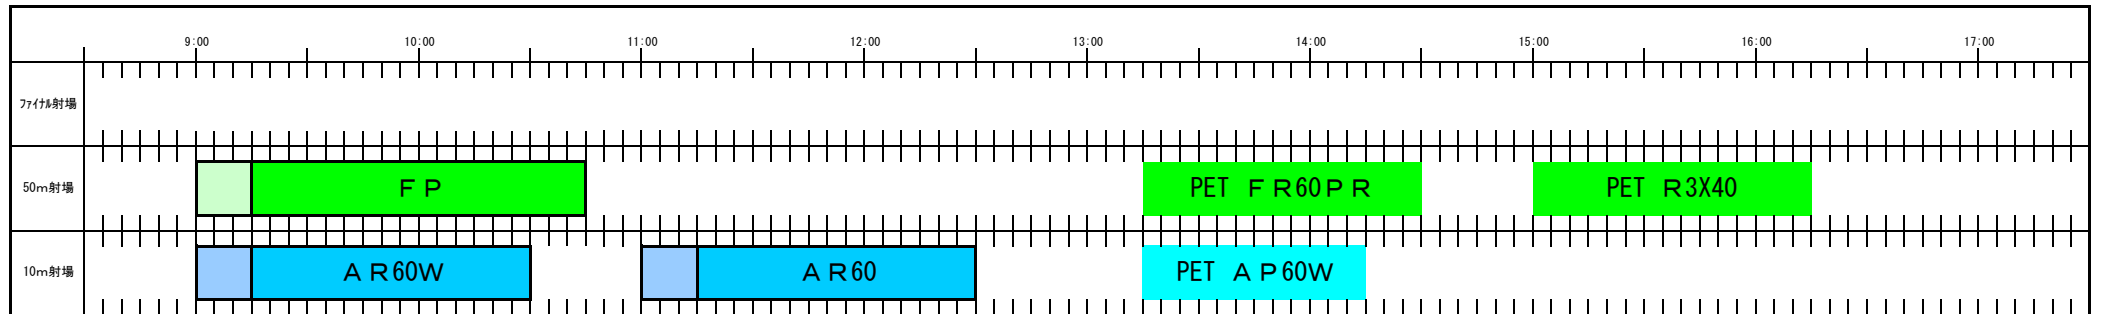 9:00 10:00 11:00 12:00 13:00 14:00 15:00 16:00 17:00
ﾌｧｲﾅﾙ射場
50m射場 ＦＰ PET ＦＲ60ＰＲ PET Ｒ3X40
10m射場 ＡＲ60Ｗ ＡＲ60 PET ＡＰ60Ｗ